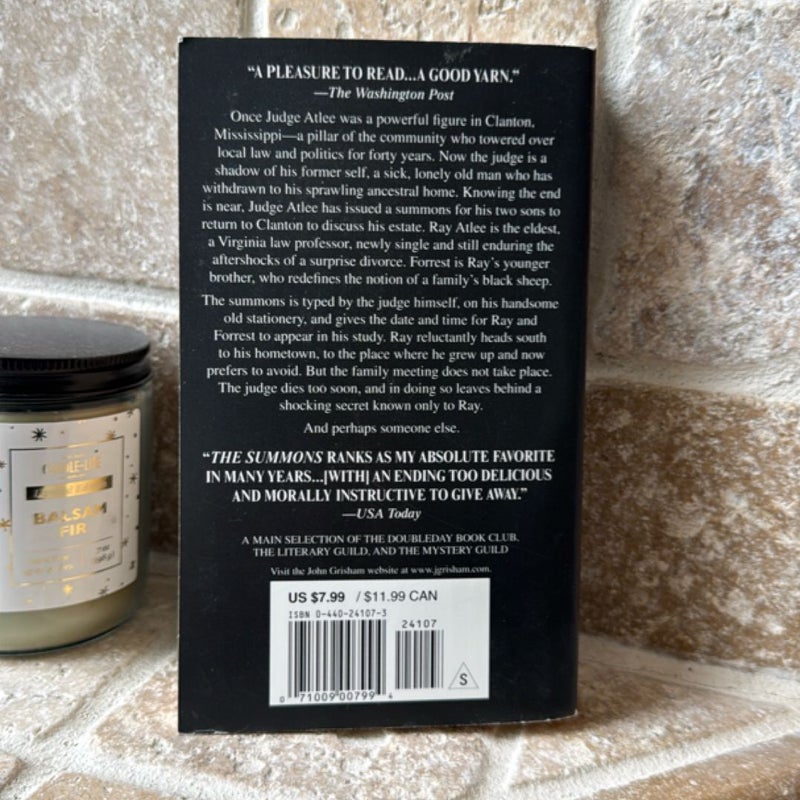 “A PLEASURE TO READ...A GOOD YARN.”
—The Washington Post
Once Judge Atlee was a powerful figure in Clanton,
Mississippi—a pillar of the community who towered over
local law and politics for forty years. Now the judge is a
shadow of his former self, a sick, lonely old man who has
withdrawn to his sprawling ancestral home. Knowing the end
is near, Judge Atlee has issued a summons for his two sons to
return to Clanton to discuss his estate. Ray Atlee is the eldest,
a Virginia law professor, newly single and still enduring the
aftershocks of a surprise divorce. Forrest is Ray’s younger
brother, who redefines the notion of a family’s black sheep.
The summons is typed by the judge himself, on his handsome
old stationery, and gives the date and time for Ray and
Forrest to appear in his study. Ray reluctantly heads south
to his hometown, to the place where he grew up and now
prefers to avoid. But the family meeting does not take place.
The judge dies too soon, and in doing so leaves behind a
shocking secret known only to Ray.
And perhaps someone else.
“THE SUMMONS RANKS AS MY ABSOLUTE FAVORITE
IN MANY YEARS...[WITH] AN ENDING TOO DELICIOUS
AND MORALLY INSTRUCTIVE TO GIVE AWAY.”
—USA Today
A MAIN SELECTION OF THE DOUBLEDAY BOOK CLUB,
THE LITERARY GUILD, AND THE MYSTERY GUILD
Visit the John Grisham website at www.jgrisham.com.
US $7.99 / $11.99 CAN
ISBN 0-440-24107-3
24107
0 71009 00799 4
S
BALSAM
FIR